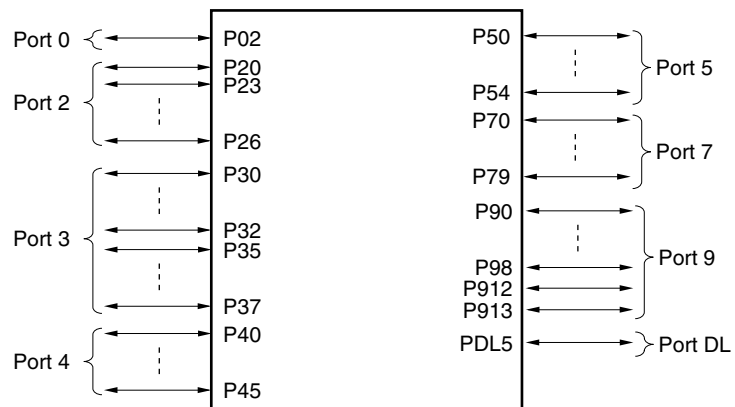 Port 0
P02
Port 2
P20
P23
P26
Port 3
P30
P32
P35
P37
Port 4
P40
P45
P50
P54
Port 5
P70
P79
Port 7
P90
P98
P912
P913
Port 9
PDL5
Port DL